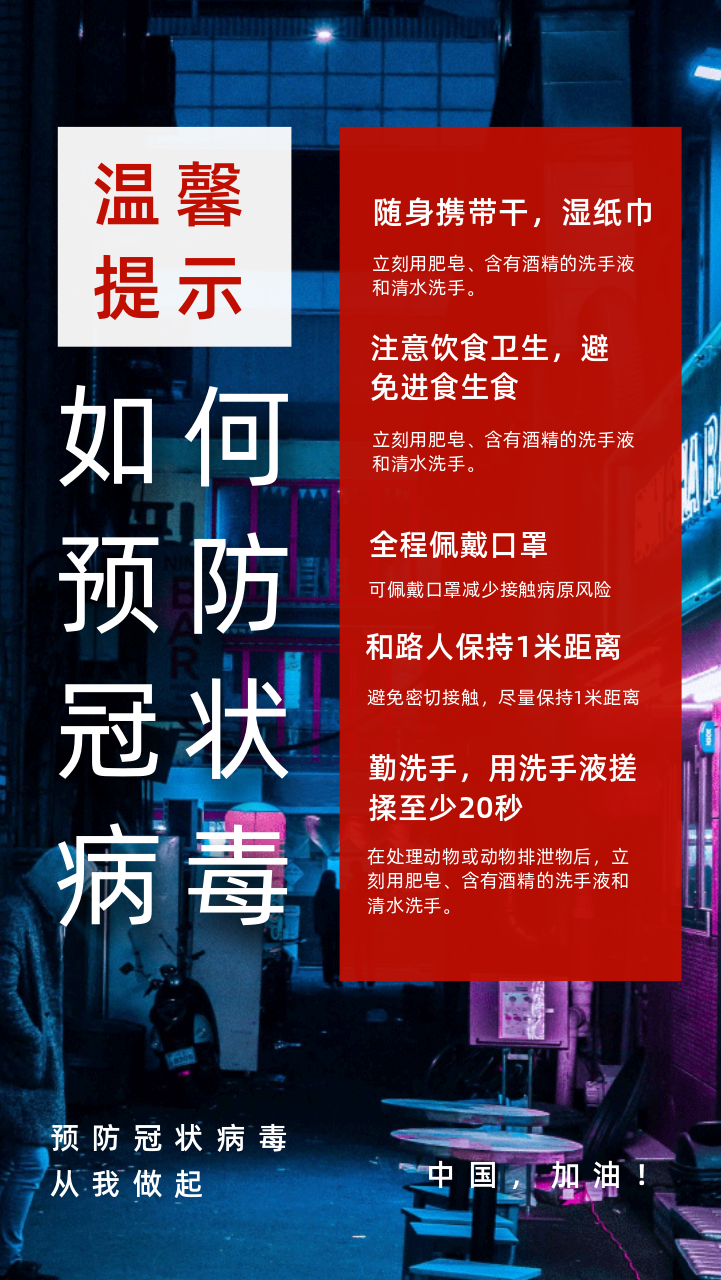 温馨
提示
如何
预防
冠状
病毒
随身携带干，湿纸巾
立刻用肥皂、含有酒精的洗手液
和清水洗手。
注意饮食卫生，避
免进食生食
立刻用肥皂、含有酒精的洗手液
和清水洗手。
全程佩戴口罩
可佩戴口罩减少接触病原风险
和路人保持1米距离
避免密切接触，尽量保持1米距离
勤洗手，用洗手液搓
揉至少20秒
在处理动物或动物排泄物后，立
刻用肥皂、含有酒精的洗手液和
清水洗手。
预防冠状病毒
从我做起
中国，加油！